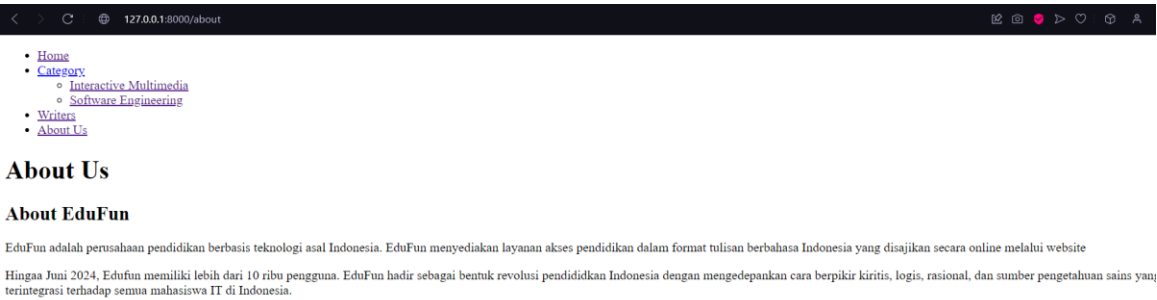 127.0.0.1:8000/about
Home
Category
Interactive Multimedia
Software Engineering
Writers
About Us
About Us
About EduFun
EduFun adalah perusahaan pendidikan berbasis teknologi asal Indonesia. EduFun menyediakan layanan akses pendidikan dalam format tulisan berbahasa Indonesia yang disajikan secara online melalui website
Hingaa Juni 2024, Edufun memiliki lebih dari 10 ribu pengguna. EduFun hadir sebagai bentuk revolusi pendididkan Indonesia dengan mengedepankan cara berpikir kiritis, logis, rasional, dan sumber pengetahuan sains yang
terintegrasi terhadap semua mahasiswa IT di Indonesia.